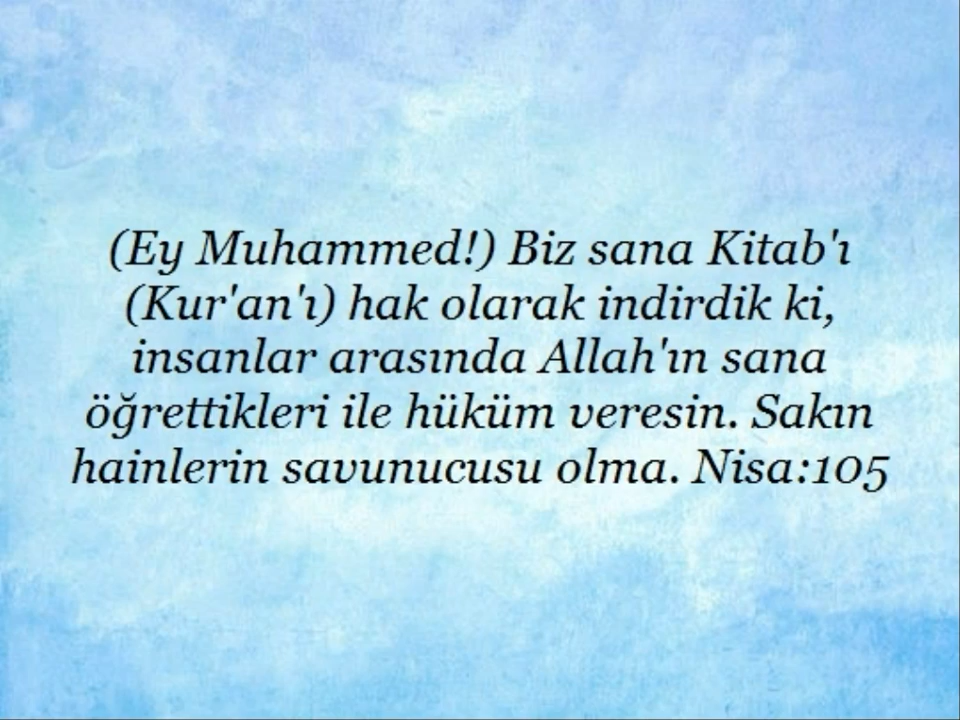 (Ey Muhammed!) Biz sana Kitab'ı
(Kur'an'ı) hak olarak indirdik ki,
insanlar arasında Allah'ın sana
öğrettikleri ile hüküm veresin. Sakın
hainlerin savunucusu olma. Nisa:105